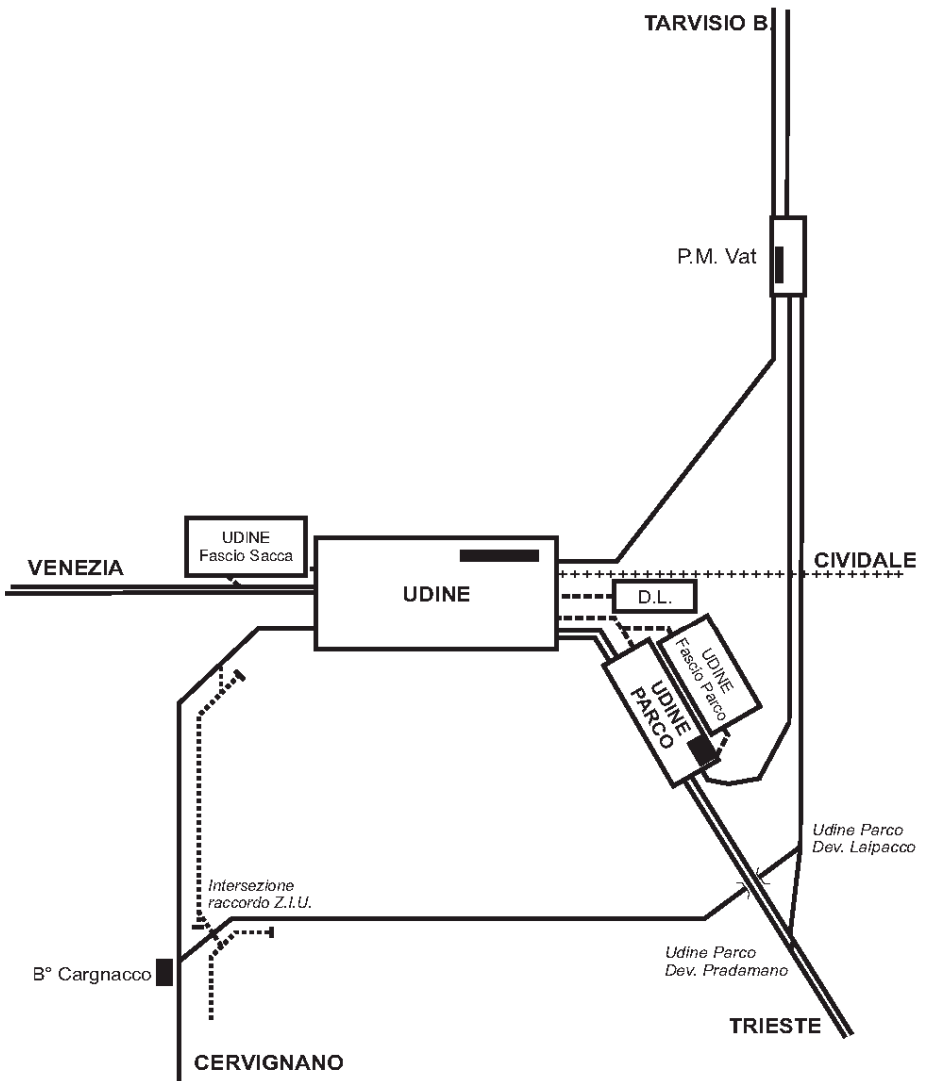 TARVISIO B.
P.M. Vat
UDINE
Fascio Sacca
VENEZIA
UDINE
CIVIDALE
D.L.
UDINE
Fascio Parco
UDINE
PARCO
Udine Parco
Dev. Laipacco
Intersezione
raccordo Z.I.U.
Udine Parco
Dev. Pradamano
B° Cargnacco
TRIESTE
CERVIGNANO